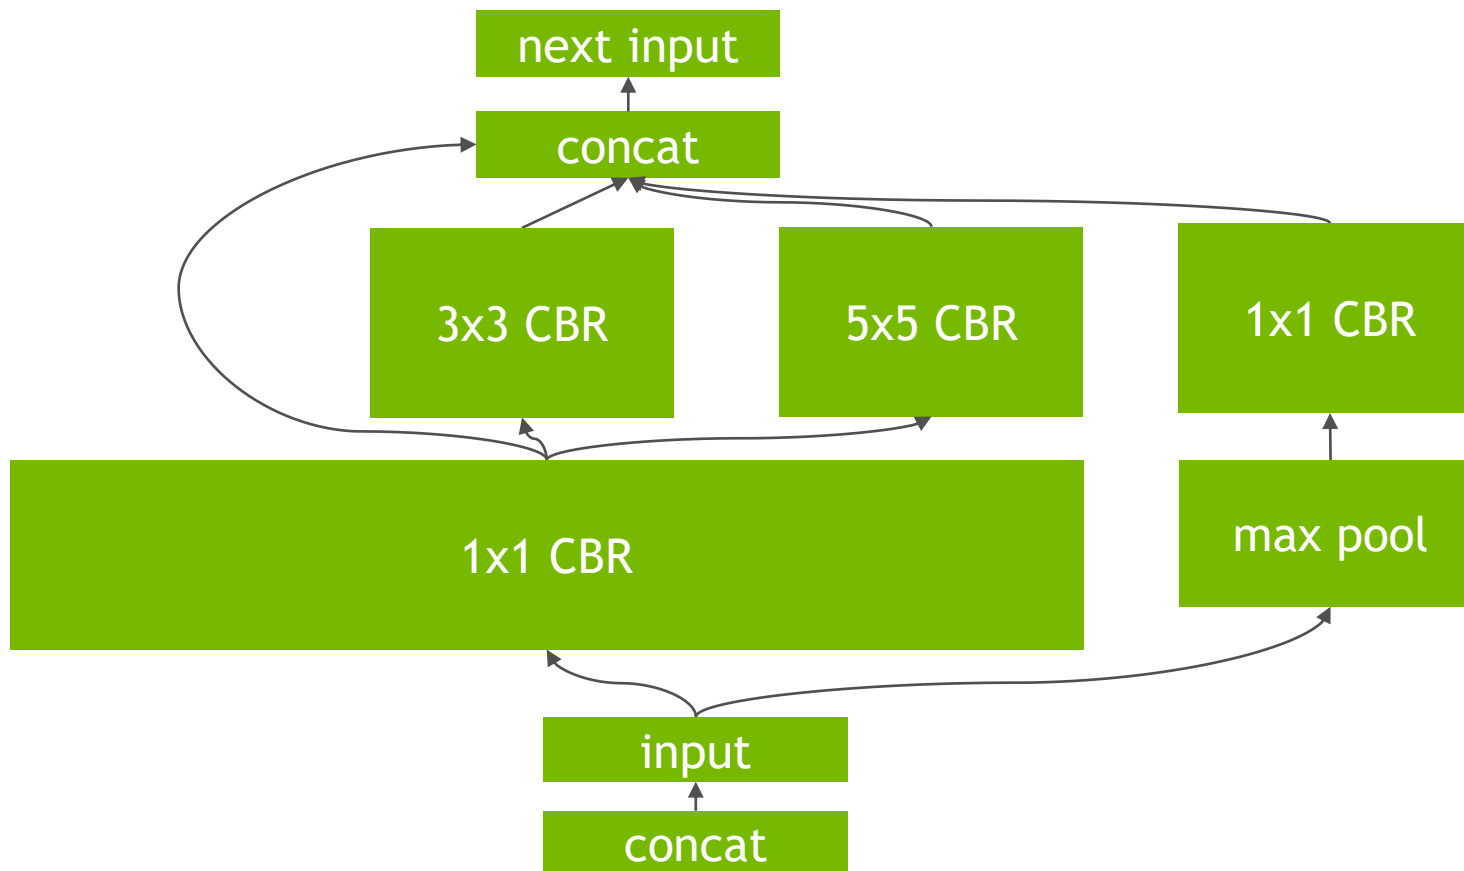 next input
concat
3x3 CBR
5x5 CBR
1x1 CBR
1x1 CBR
max pool
input
concat